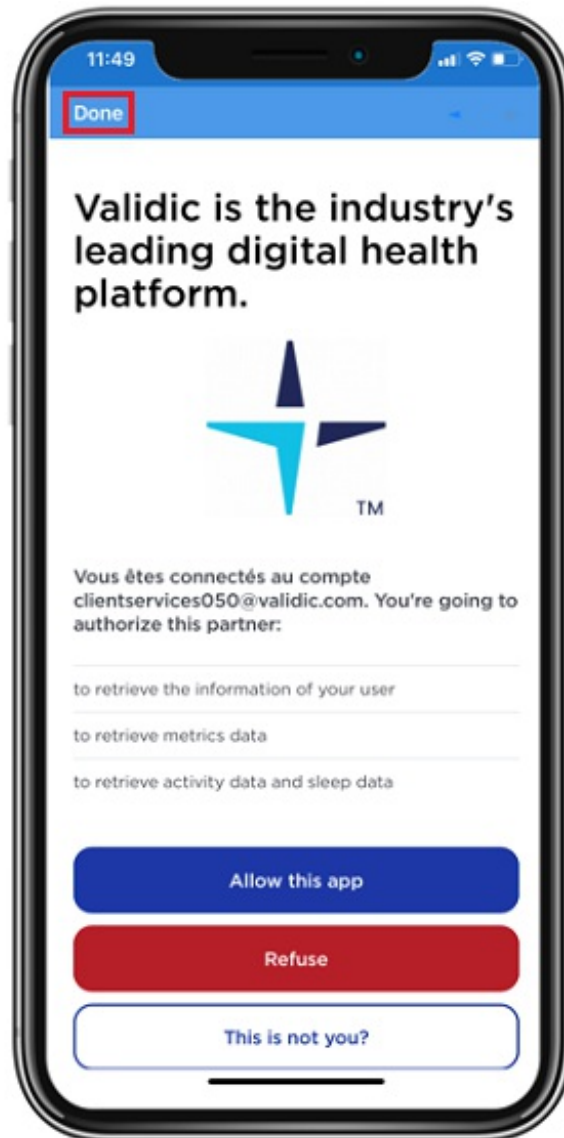 11:49
Done
Validic is the industry's
leading digital health
platform.
TM
Vous êtes connectés au compte
clientservices050@validic.com. You're going to
authorize this partner:
to retrieve the information of your user
to retrieve metrics data
to retrieve activity data and sleep data
Allow this app
Refuse
This is not you?